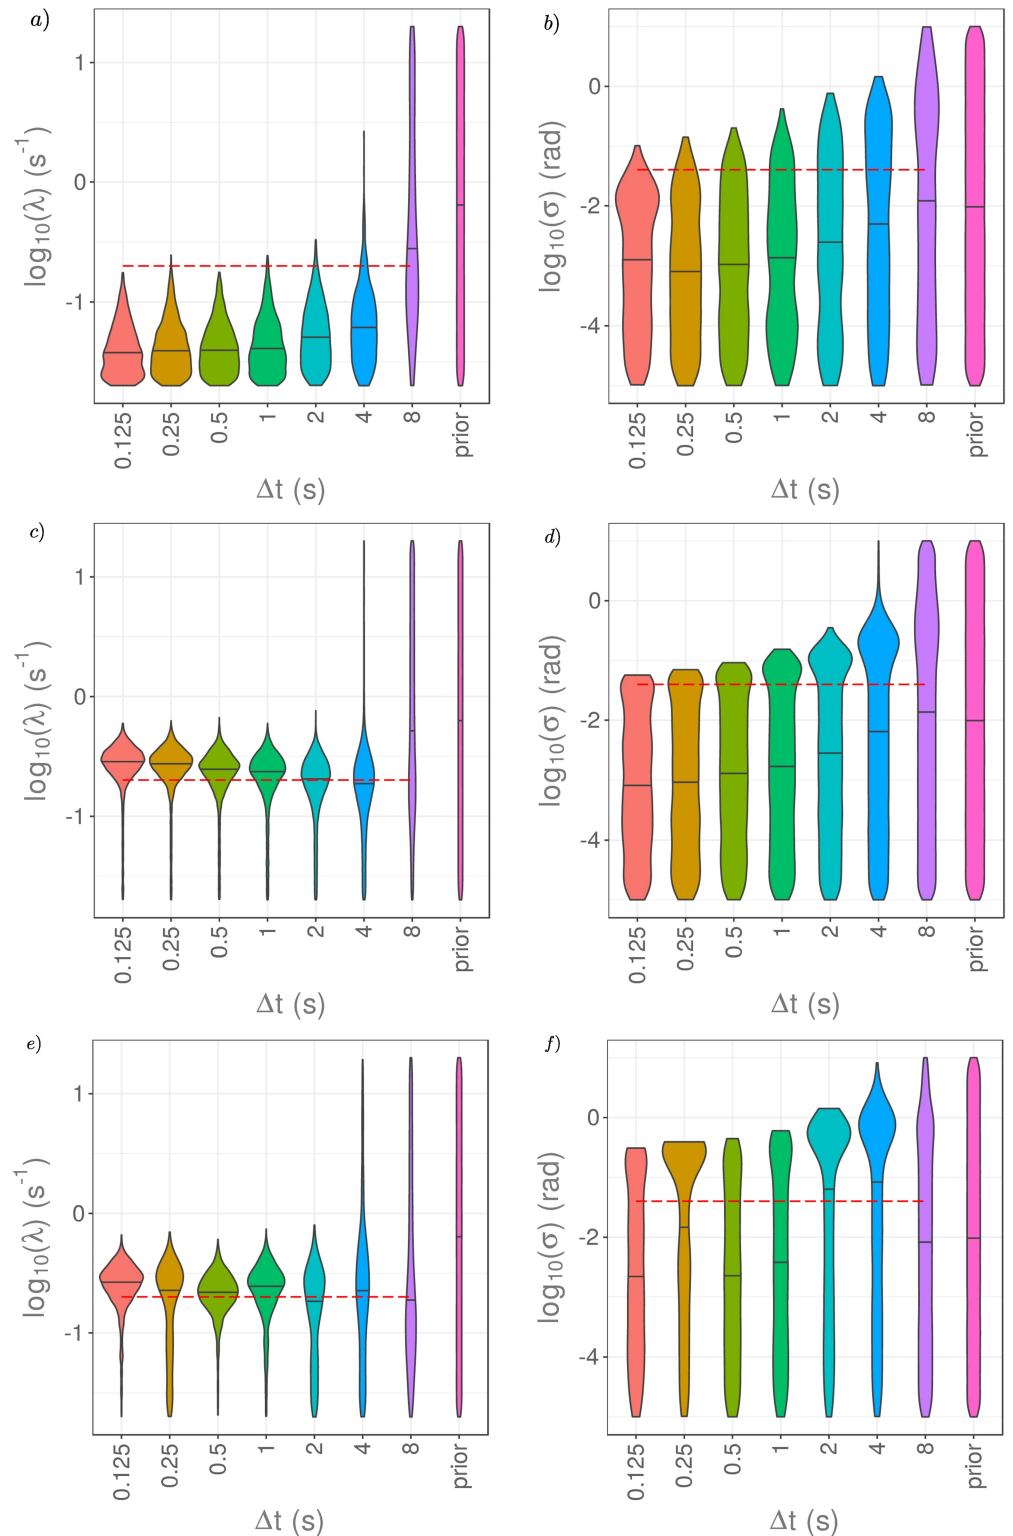 a)
log10(λ) (s-1)
1
0
-1
0.125 0.25 0.5 1 2 4 8 prior
Δt (s)
b)
log10(σ) (rad)
0
-2
-4
0.125 0.25 0.5 1 2 4 8 prior
Δt (s)
c)
log10(λ) (s-1)
1
0
-1
0.125 0.25 0.5 1 2 4 8 prior
Δt (s)
d)
log10(σ) (rad)
0
-2
-4
0.125 0.25 0.5 1 2 4 8 prior
Δt (s)
e)
log10(λ) (s-1)
1
0
-1
0.125 0.25 0.5 1 2 4 8 prior
Δt (s)
f)
log10(σ) (rad)
0
-2
-4
0.125 0.25 0.5 1 2 4 8 prior
Δt (s)